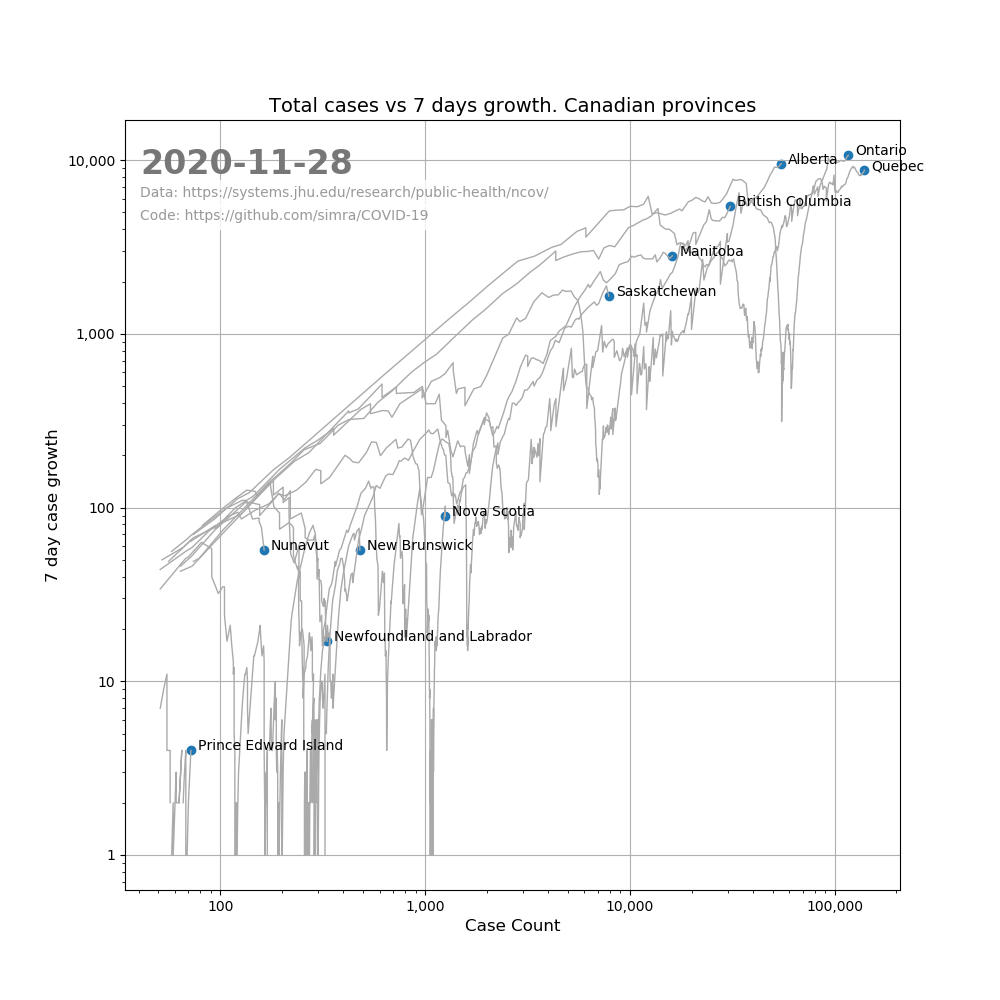 Total cases vs 7 days growth. Canadian provinces
2020-11-28
Data: https://systems.jhu.edu/research/public-health/ncov/
Code: https://github.com/simra/COVID-19
Ontario
Alberta
Quebec
British Columbia
Manitoba
Saskatchewan
Nova Scotia
Nunavut
New Brunswick
Newfoundland and Labrador
Prince Edward Island
10,000
1,000
100
10
1
7 day case growth
100
1,000
10,000
100,000
Case Count